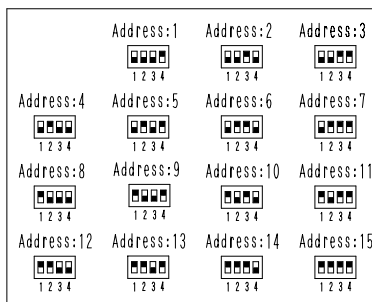 Address:1 Address:2 Address:3
1 2 3 4 1 2 3 4 1 2 3 4
Address:4 Address:5 Address:6 Address:7
1 2 3 4 1 2 3 4 1 2 3 4 1 2 3 4
Address:8 Address:9 Address:10 Address:11
1 2 3 4 1 2 3 4 1 2 3 4 1 2 3 4
Address:12 Address:13 Address:14 Address:15
1 2 3 4 1 2 3 4 1 2 3 4 1 2 3 4